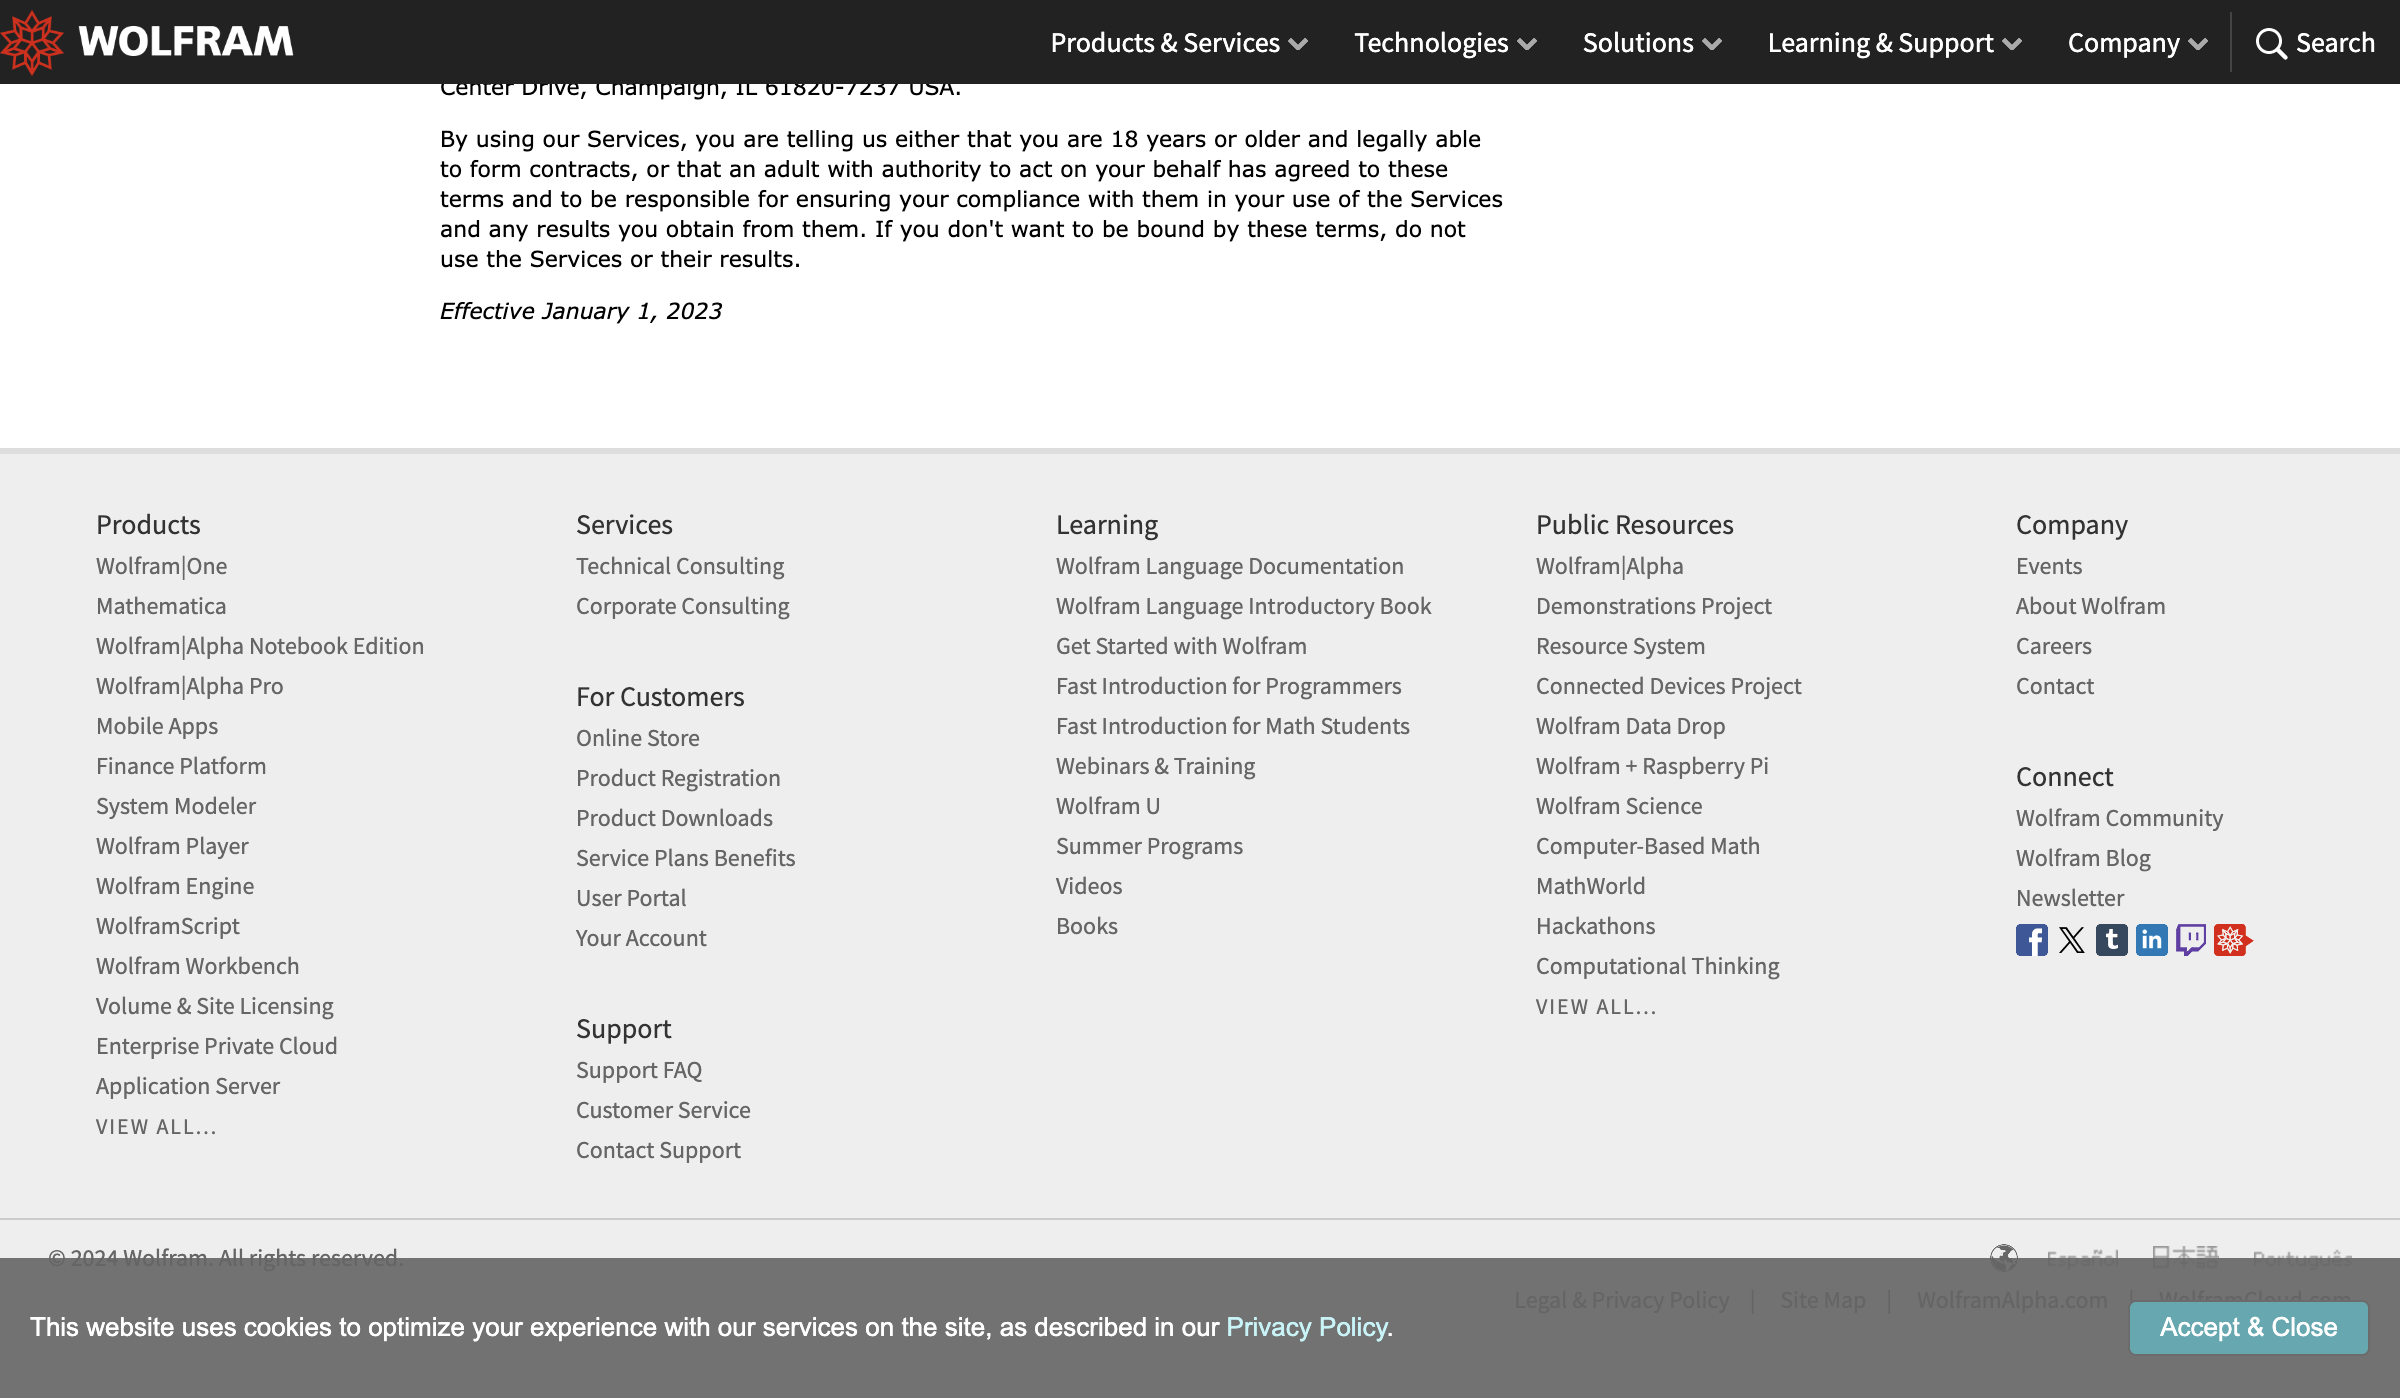 WOLFRAM
Products & Services
Technologies
Solutions
Learning & Support
Company
Search
Center Drive, Champaign, IL 61820-7237 USA.
By using our Services, you are telling us either that you are 18 years or older and legally able
to form contracts, or that an adult with authority to act on your behalf has agreed to these
terms and to be responsible for ensuring your compliance with them in your use of the Services
and any results you obtain from them. If you don't want to be bound by these terms, do not
use the Services or their results.
Effective January 1, 2023
Products
Wolfram|One
Mathematica
Wolfram|Alpha Notebook Edition
Wolfram|Alpha Pro
Mobile Apps
Finance Platform
System Modeler
Wolfram Player
Wolfram Engine
WolframScript
Wolfram Workbench
Volume & Site Licensing
Enterprise Private Cloud
Application Server
VIEW ALL...
Services
Technical Consulting
Corporate Consulting
For Customers
Online Store
Product Registration
Product Downloads
Service Plans Benefits
User Portal
Your Account
Support
Support FAQ
Customer Service
Contact Support
Learning
Wolfram Language Documentation
Wolfram Language Introductory Book
Get Started with Wolfram
Fast Introduction for Programmers
Fast Introduction for Math Students
Webinars & Training
Wolfram U
Summer Programs
Videos
Books
Public Resources
Wolfram|Alpha
Demonstrations Project
Resource System
Connected Devices Project
Wolfram Data Drop
Wolfram + Raspberry Pi
Wolfram Science
Computer-Based Math
MathWorld
Hackathons
Computational Thinking
VIEW ALL...
Company
Events
About Wolfram
Careers
Contact
Connect
Wolfram Community
Wolfram Blog
Newsletter
© 2024 Wolfram. All rights reserved.
Español
日本語
Português
Legal & Privacy Policy | Site Map | WolframAlpha.com | WolframCloud.com
This website uses cookies to optimize your experience with our services on the site, as described in our Privacy Policy.
Accept & Close